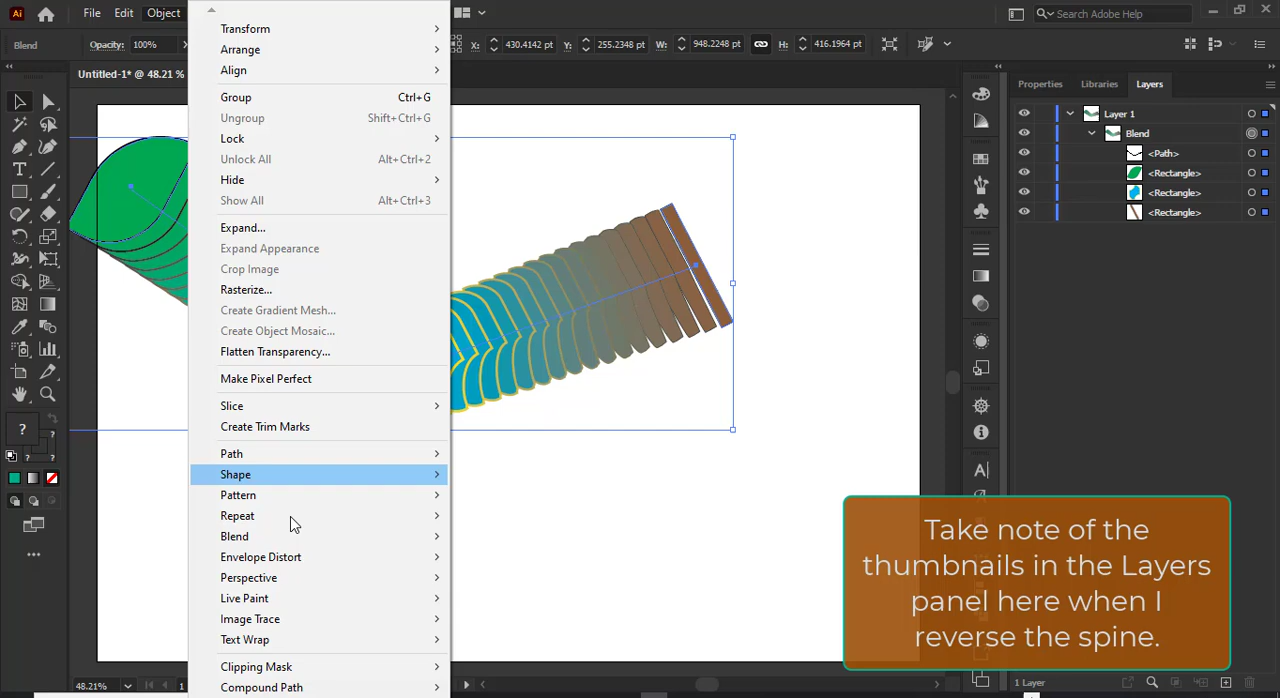 Ai
File
Edit
Object
Search Adobe Help
Blend
Opacity:
100%
X:
430.4142 pt
Y:
255.2348 pt
W:
948.2248 pt
H:
416.1964 pt
Untitled-1* @ 48.21 %
Transform
Arrange
Align
Group Ctrl+G
Ungroup Shift+Ctrl+G
Lock
Unlock All Alt+Ctrl+2
Hide
Show All Alt+Ctrl+3
Expand...
Expand Appearance
Crop Image
Rasterize...
Create Gradient Mesh...
Create Object Mosaic...
Flatten Transparency...
Make Pixel Perfect
Slice
Create Trim Marks
Path
Shape
Pattern
Repeat
Blend
Envelope Distort
Perspective
Live Paint
Image Trace
Text Wrap
Clipping Mask
Compound Path
Properties
Libraries
Layers
Layer 1
Blend
<Path>
<Rectangle>
<Rectangle>
<Rectangle>
Take note of the
thumbnails in the Layers
panel here when I
reverse the spine.
48.21%
1
1 Layer